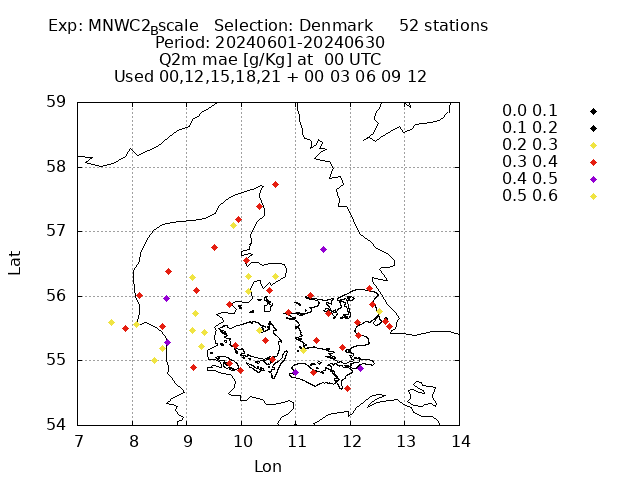 Exp: MNWC2Bscale Selection: Denmark 52 stations
Period: 20240601-20240630
Q2m mae [g/Kg] at 00 UTC
Used 00,12,15,18,21 + 00 03 06 09 12
59
58
57
56
55
54
7 8 9 10 11 12 13 14
Lat
Lon
0.0 0.1
0.1 0.2
0.2 0.3
0.3 0.4
0.4 0.5
0.5 0.6